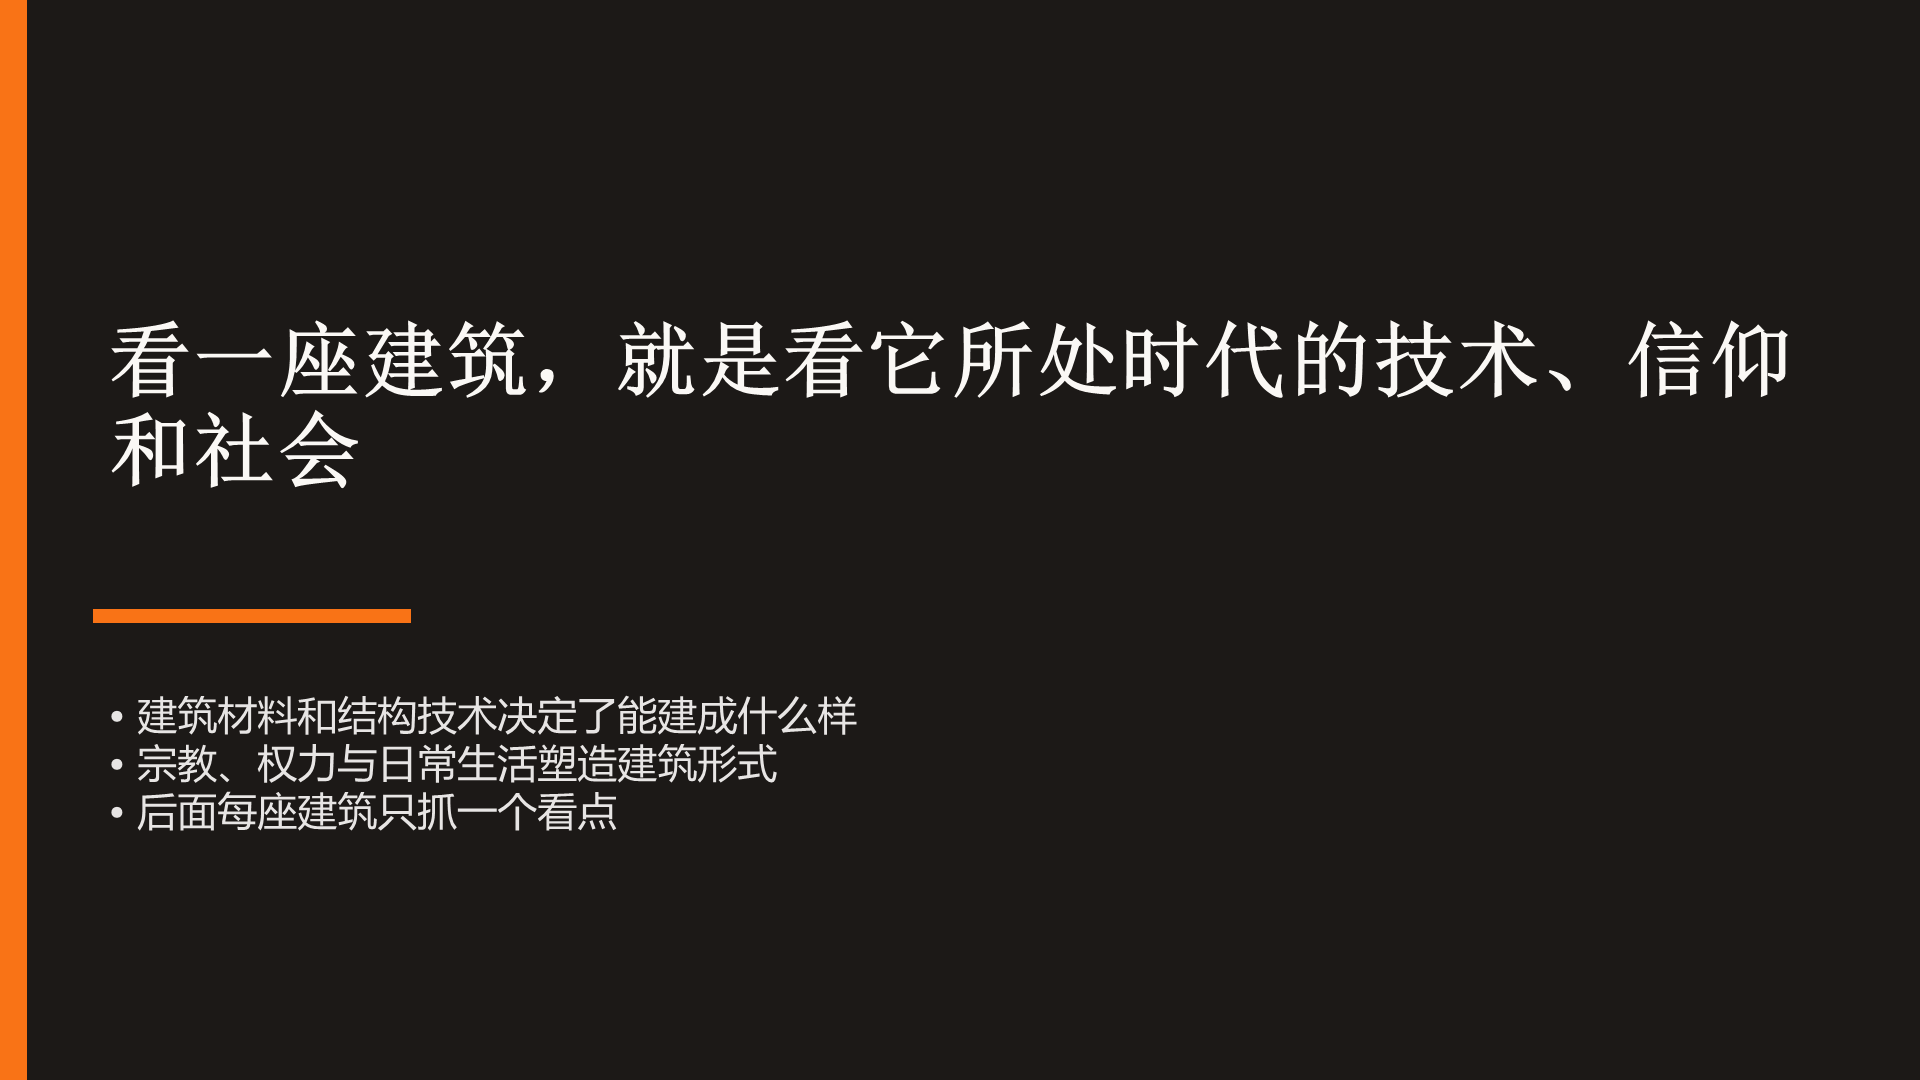 看一座建筑，就是看它所处时代的技术、信仰
和社会
• 建筑材料和结构技术决定了能建成什么样
• 宗教、权力与日常生活塑造建筑形式
• 后面每座建筑只抓一个看点